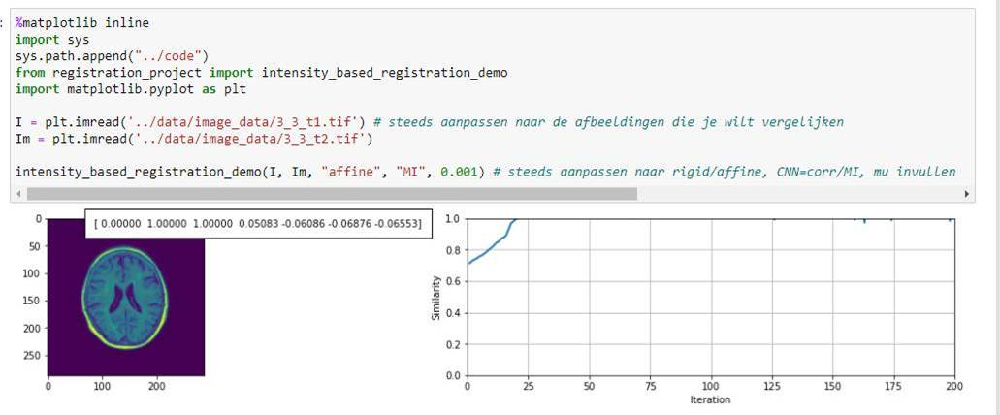 :
%matplotlib inline
import sys
sys.path.append("../code")
from registration_project import intensity_based_registration_demo
import matplotlib.pyplot as plt
I = plt.imread('../data/image_data/3_3_t1.tif') # steeds aanpassen naar de afbeeldingen die je wilt vergelijken
Im = plt.imread('../data/image_data/3_3_t2.tif')
intensity_based_registration_demo(I, Im, "affine", "MI", 0.001) # steeds aanpassen naar rigid/affine, CNN=corr/MI, mu invullen
[ 0.00000 1.00000 1.00000 0.05083 -0.06086 -0.06876 -0.06553]
0
50
100
150
200
250
0 100 200
Similarity
1.0
0.8
0.6
0.4
0.2
0.0
0 25 50 75 100 125 150 175 200
Iteration